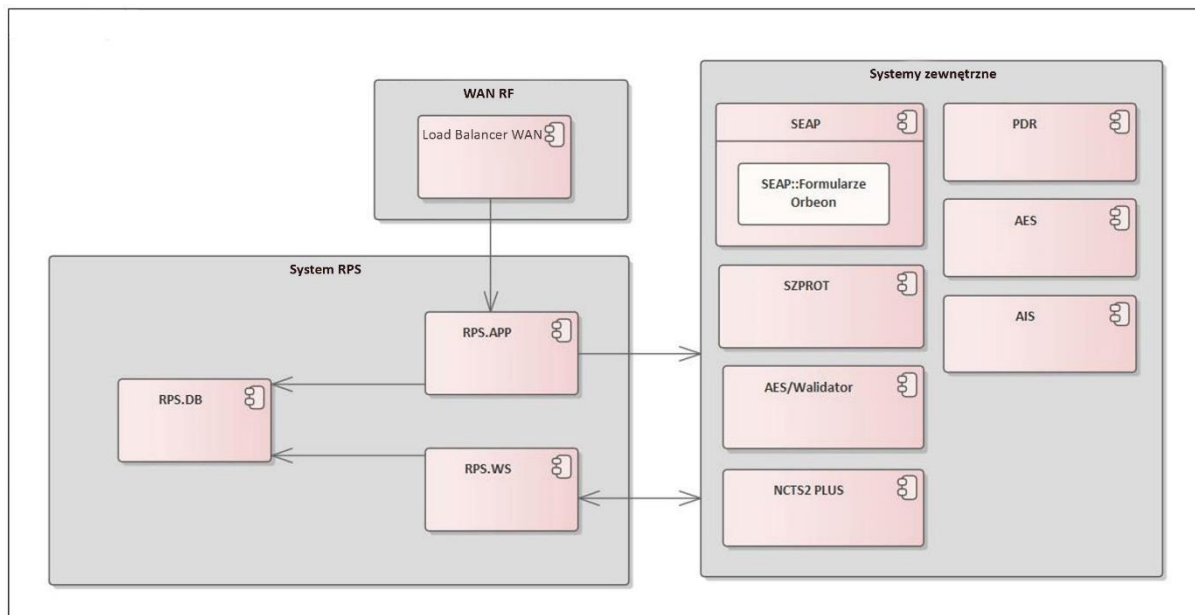 WAN RF
Load Balancer WAN
System RPS
RPS.APP
RPS.DB
RPS.WS
Systemy zewnętrzne
SEAP
SEAP::Formularze
Orbeon
PDR
AES
SZPROT
AIS
AES/Walidator
NCTS2 PLUS